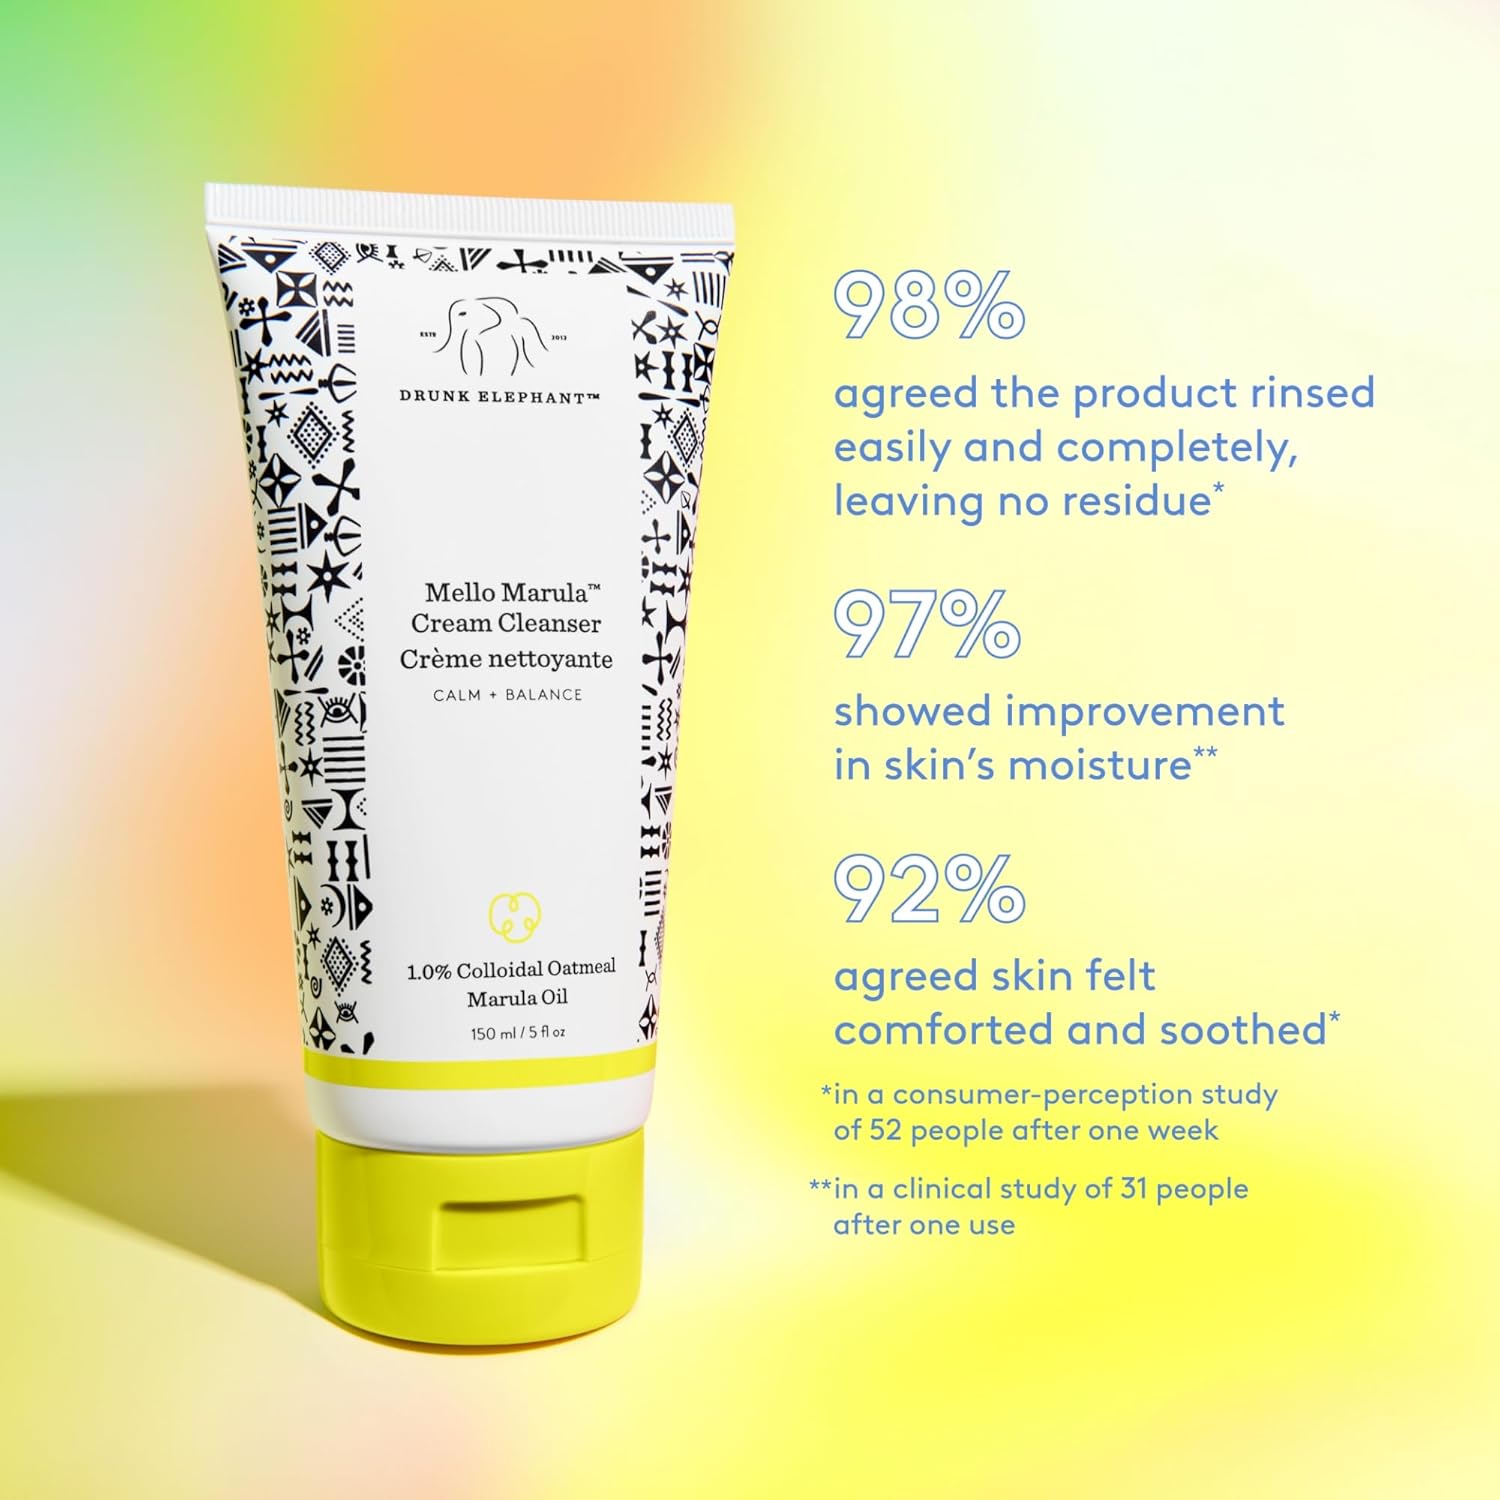 ESTD 2012
DRUNK ELEPHANT™
Mello Marula™
Cream Cleanser
Crème nettoyante
CALM + BALANCE
1.0% Colloidal Oatmeal
Marula Oil
150 ml / 5 fl oz
98%
agreed the product rinsed
easily and completely,
leaving no residue*
97%
showed improvement
in skin’s moisture**
92%
agreed skin felt
comforted and soothed*
*in a consumer-perception study
of 52 people after one week
**in a clinical study of 31 people
after one use